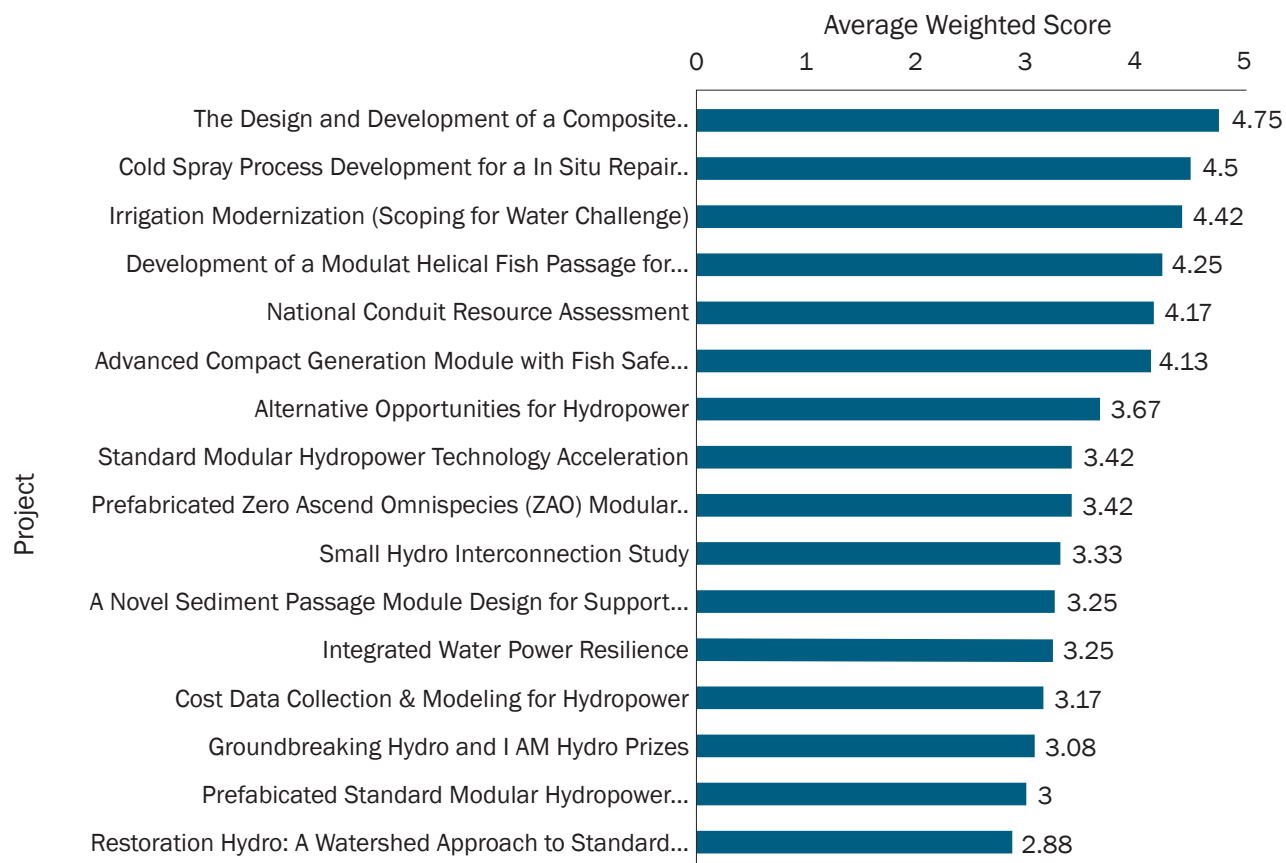 Average Weighted Score
0 1 2 3 4 5
The Design and Development of a Composite.. 4.75
Cold Spray Process Development for a In Situ Repair.. 4.5
Irrigation Modernization (Scoping for Water Challenge) 4.42
Development of a Modulat Helical Fish Passage for... 4.25
National Conduit Resource Assessment 4.17
Advanced Compact Generation Module with Fish Safe... 4.13
Alternative Opportunities for Hydropower 3.67
Standard Modular Hydropower Technology Acceleration 3.42
Prefabricated Zero Ascend Omnispecies (ZAO) Modular.. 3.42
Small Hydro Interconnection Study 3.33
A Novel Sediment Passage Module Design for Support... 3.25
Integrated Water Power Resilience 3.25
Cost Data Collection & Modeling for Hydropower 3.17
Groundbreaking Hydro and I AM Hydro Prizes 3.08
Prefabicated Standard Modular Hydropower... 3
Restoration Hydro: A Watershed Approach to Standard... 2.88
Project